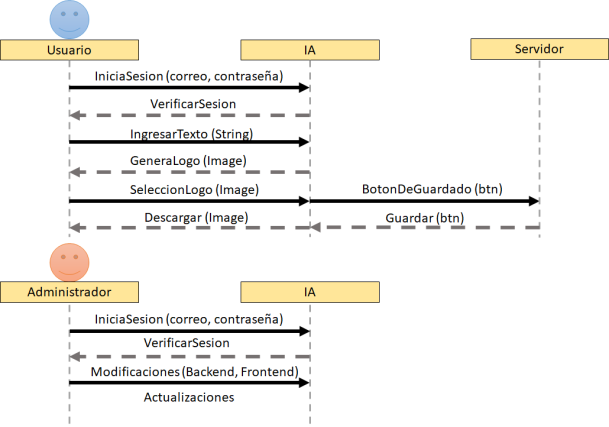 Usuario
IA
Servidor
IniciaSesion (correo, contraseña)
VerificarSesion
IngresarTexto (String)
GeneraLogo (Image)
SeleccionLogo (Image)
BotonDeGuardado (btn)
Descargar (Image)
Guardar (btn)
Administrador
IA
IniciaSesion (correo, contraseña)
VerificarSesion
Modificaciones (Backend, Frontend)
Actualizaciones